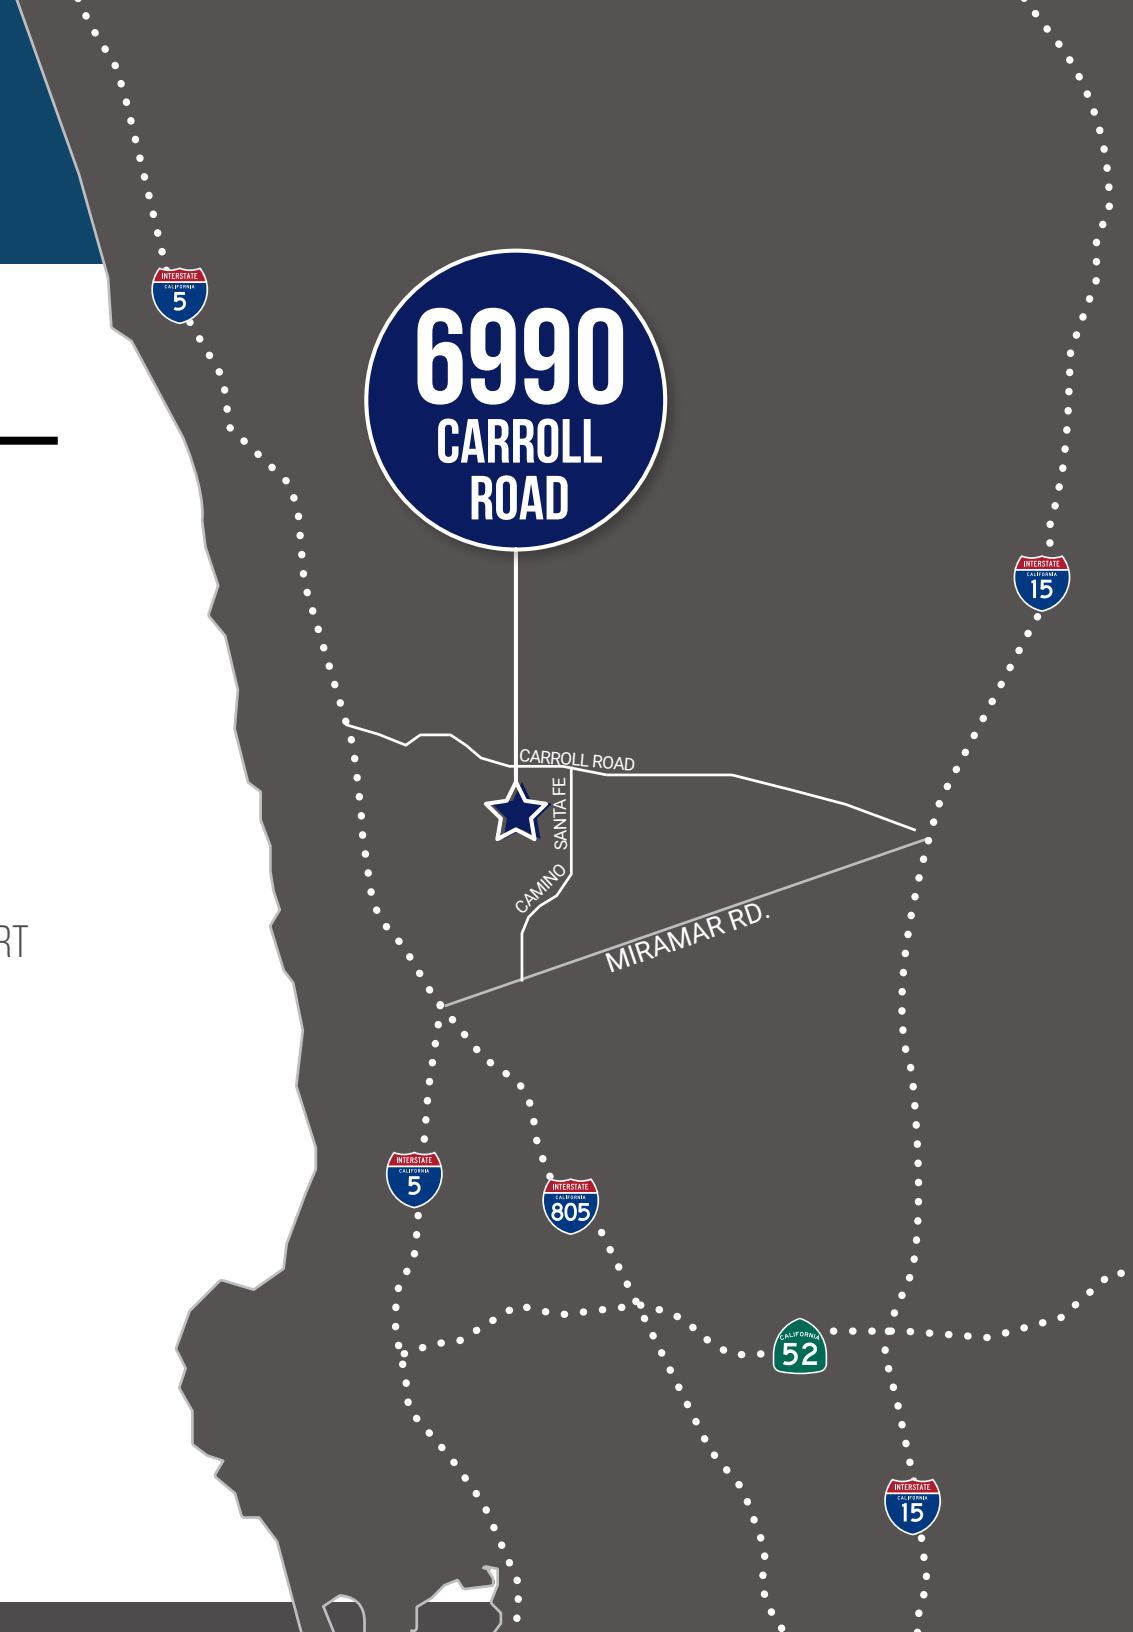 INTERSTATE
CALIFORNIA
5
6990
CARROLL
ROAD
INTERSTATE
CALIFORNIA
15
CARROLL ROAD
SANTA FE
CAMINO
MIRAMAR RD.
RT
INTERSTATE
CALIFORNIA
5
INTERSTATE
CALIFORNIA
805
CALIFORNIA
52
INTERSTATE
CALIFORNIA
15